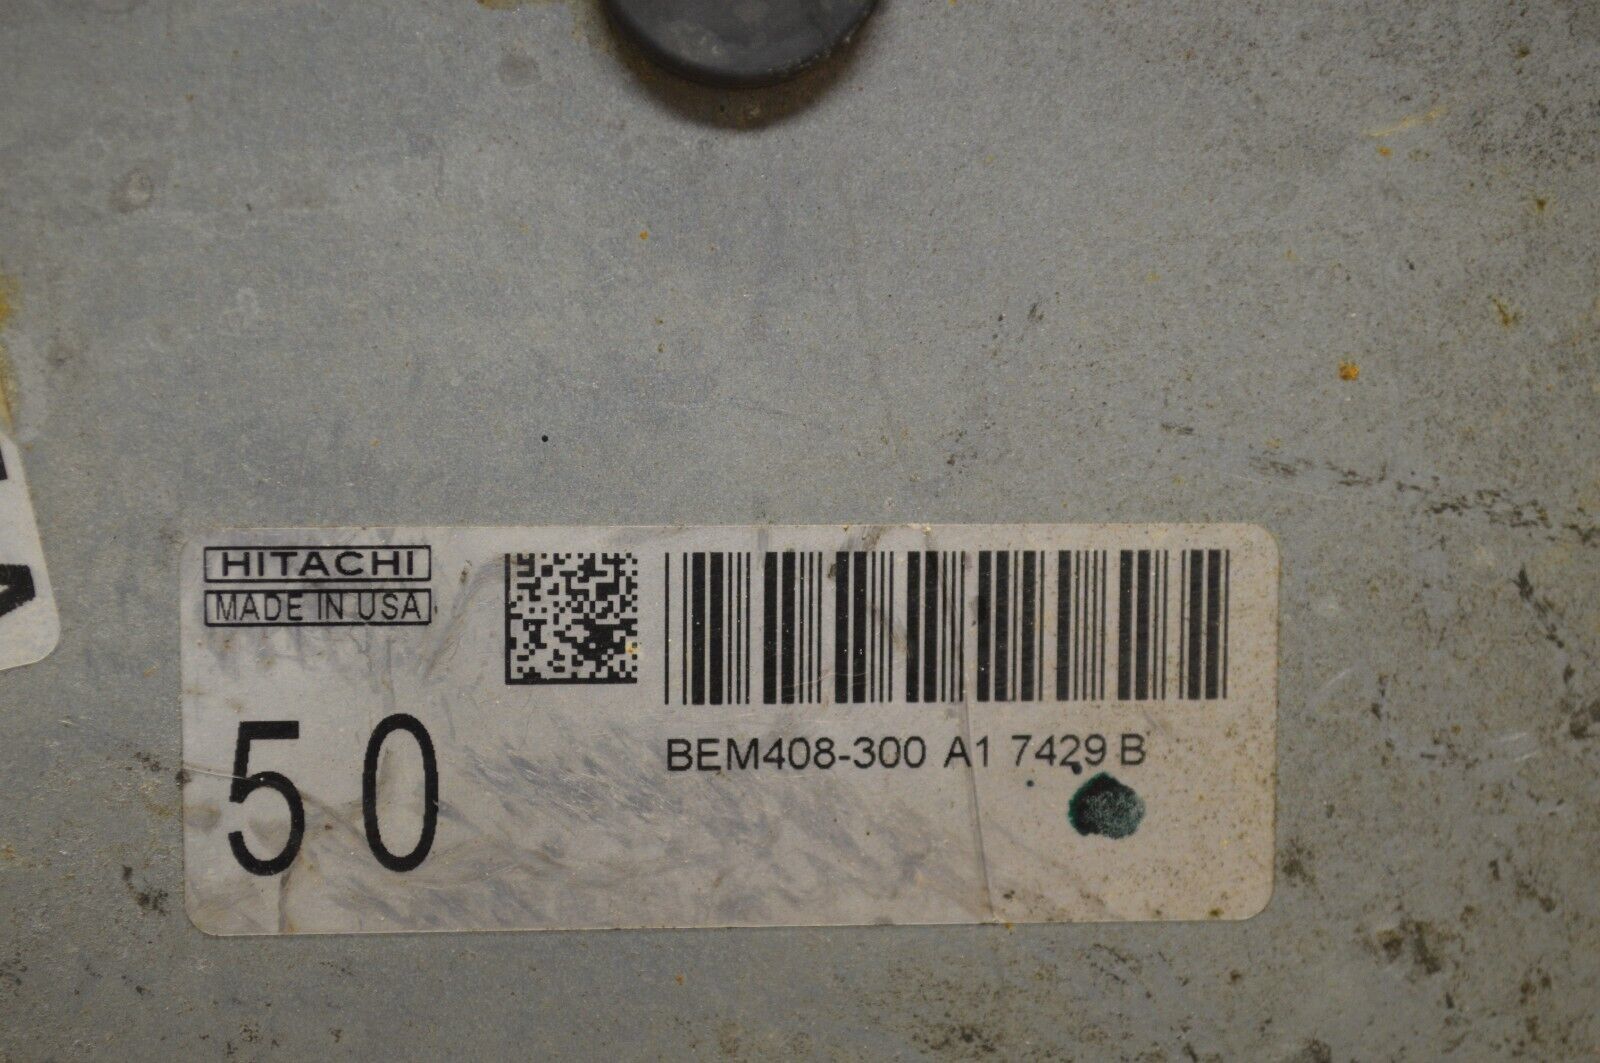 HITACHI
MADE IN USA
50
BEM408-300 A1 7429 B